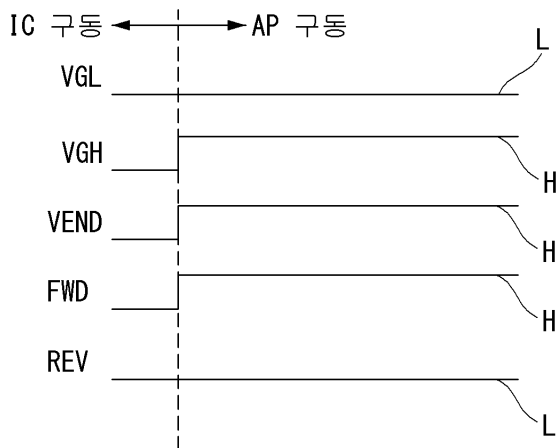 IC 구동 AP 구동
L
VGL
VGH
H
VEND
H
FWD
H
REV
L